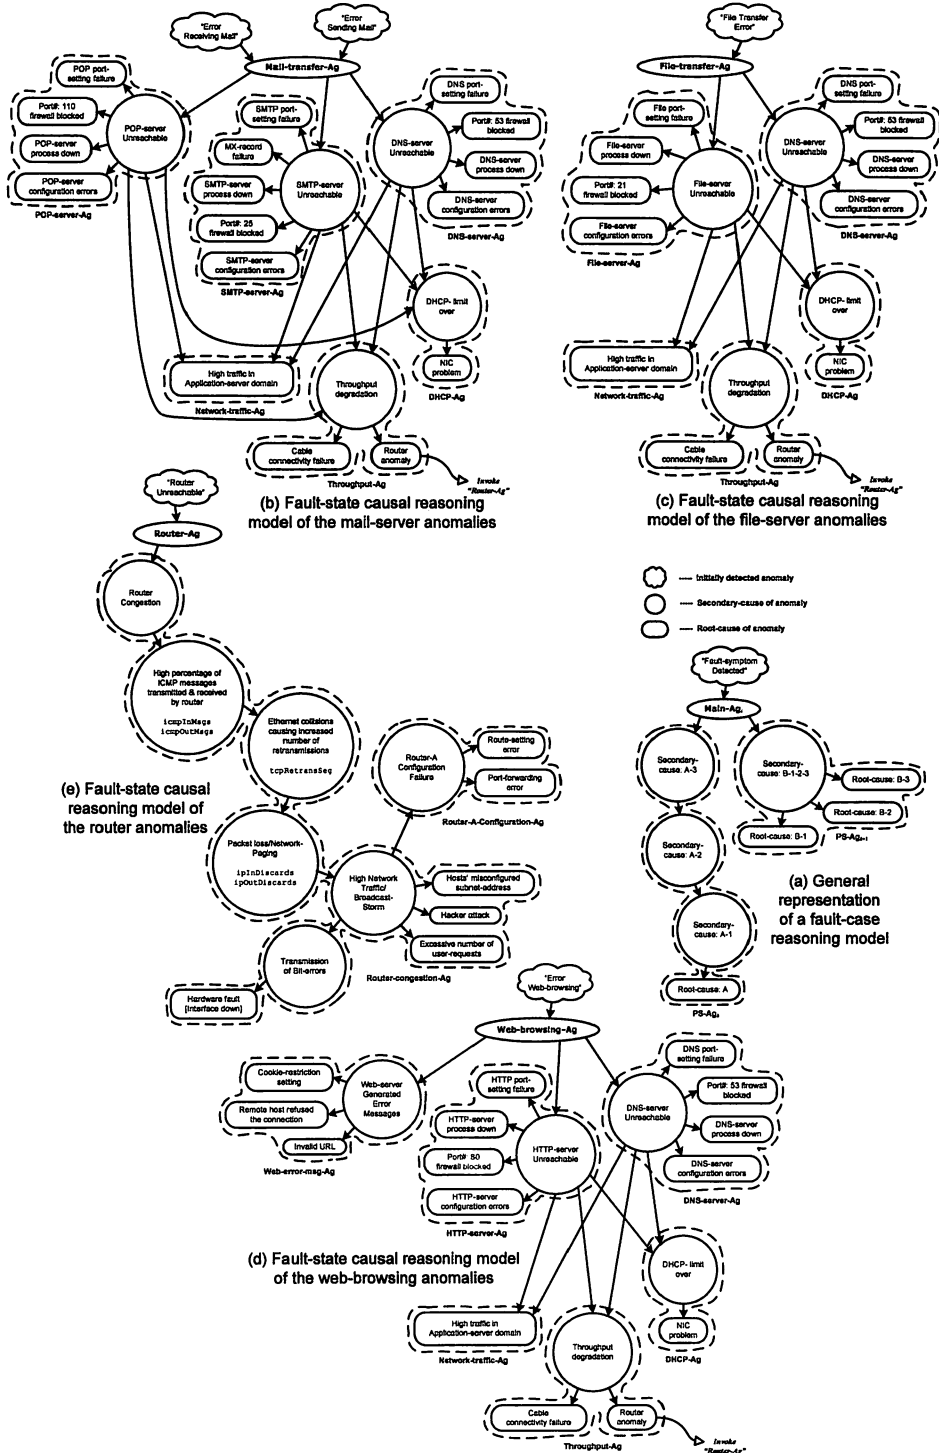 "Error
Receiving Mail"
"Error
Sending Mail"
Mail-transfer-Ag
POP port-
setting failure
Port#: 110
firewall blocked
POP-server
process down
POP-server
configuration errors
POP-server-Ag
POP-server
Unreachable
SMTP port-
setting failure
MX-record
failure
SMTP-server
process down
Port#: 25
firewall blocked
SMTP-server
configuration errors
SMTP-server-Ag
SMTP-server
Unreachable
DNS-server
Unreachable
DNS port-
setting failure
Port#: 53 firewall
blocked
DNS-server
process down
DNS-server
configuration errors
DNS-server-Ag
DHCP- limit
over
NIC
problem
DHCP-Ag
High traffic in
Application-server domain
Network-traffic-Ag
Throughput
degradation
Cable
connectivity failure
Router
anomaly
Throughput-Ag
Invoke
"Router-Ag"
(b) Fault-state causal reasoning
model of the mail-server anomalies
"File Transfer
Error"
File-transfer-Ag
File port-
setting failure
File-server
process down
Port#: 21
firewall blocked
File-server
configuration errors
File-server-Ag
File-server
Unreachable
DNS-server
Unreachable
DNS port-
setting failure
Port#: 53 firewall
blocked
DNS-server
process down
DNS-server
configuration errors
DNS-server-Ag
DHCP- limit
over
NIC
problem
DHCP-Ag
High traffic in
Application-server domain
Network-traffic-Ag
Throughput
degradation
Cable
connectivity failure
Router
anomaly
Throughput-Ag
Invoke
"Router-Ag"
(c) Fault-state causal reasoning
model of the file-server anomalies
"Router
Unreachable"
Router-Ag
Router
Congestion
High percentage of
ICMP messages
transmitted & received
by router
icmpInMsgs
icmpOutMsgs
Ethernet collisions
causing increased
number of
retransmissions
tcpRetransSeg
Packet loss/Network-
Paging
ipInDiscards
ipOutDiscards
High Network
Traffic/
Broadcast-
Storm
Router-A
Configuration
Failure
Route-setting
error
Port-forwarding
error
Router-A-Configuration-Ag
Hosts' misconfigured
subnet-address
Hacker attack
Excessive number of
user-requests
Router-congestion-Ag
Transmission
of Bit-errors
Hardware fault
[interface down]
(e) Fault-state causal
reasoning model of
the router anomalies
----- Initially detected anomaly
----- Secondary-cause of anomaly
---- Root-cause of anomaly
"Fault-symptom
Detected"
Main-Ag,
Secondary-
cause: A-3
Secondary-
cause: A-2
Secondary-
cause: A-1
Root-cause: A
PS-Agₙ
Secondary-
cause: B-1-2-3
Root-cause: B-3
Root-cause: B-2
Root-cause: B-1
PS-Agₙ₊₁
(a) General
representation
of a fault-case
reasoning model
"Error
Web-browsing"
Web-browsing-Ag
Cookie-restriction
setting
Remote host refused
the connection
Invalid URL
Web-error-msg-Ag
Web-server
Generated
Error
Messages
HTTP port-
setting failure
HTTP-server
process down
Port#: 80
firewall blocked
HTTP-server
configuration errors
HTTP-server-Ag
HTTP-server
Unreachable
DNS-server
Unreachable
DNS port-
setting failure
Port#: 53 firewall
blocked
DNS-server
process down
DNS-server
configuration errors
DNS-server-Ag
(d) Fault-state causal reasoning model
of the web-browsing anomalies
DHCP- limit
over
NIC
problem
DHCP-Ag
High traffic in
Application-server domain
Network-traffic-Ag
Throughput
degradation
Cable
connectivity failure
Router
anomaly
Throughput-Ag
Invoke
"Router-Ag"